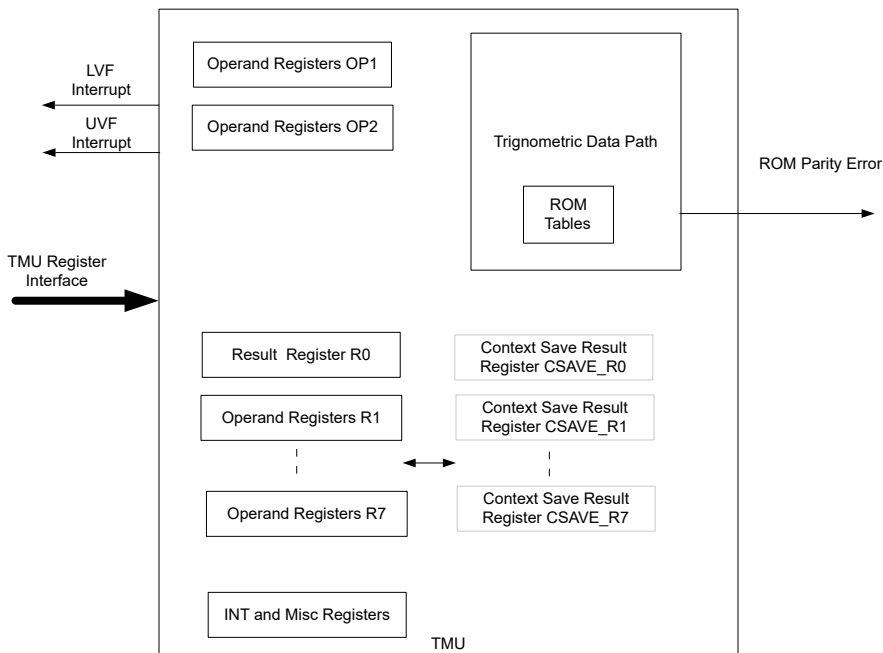 Operand Registers OP1
LVF
Interrupt
Operand Registers OP2
UVF
Interrupt
Trignometric Data Path
ROM Parity Error
ROM
Tables
TMU Register
Interface
Result Register R0
Context Save Result
Register CSAVE_R0
Operand Registers R1
Context Save Result
Register CSAVE_R1
Operand Registers R7
Context Save Result
Register CSAVE_R7
INT and Misc Registers
TMU